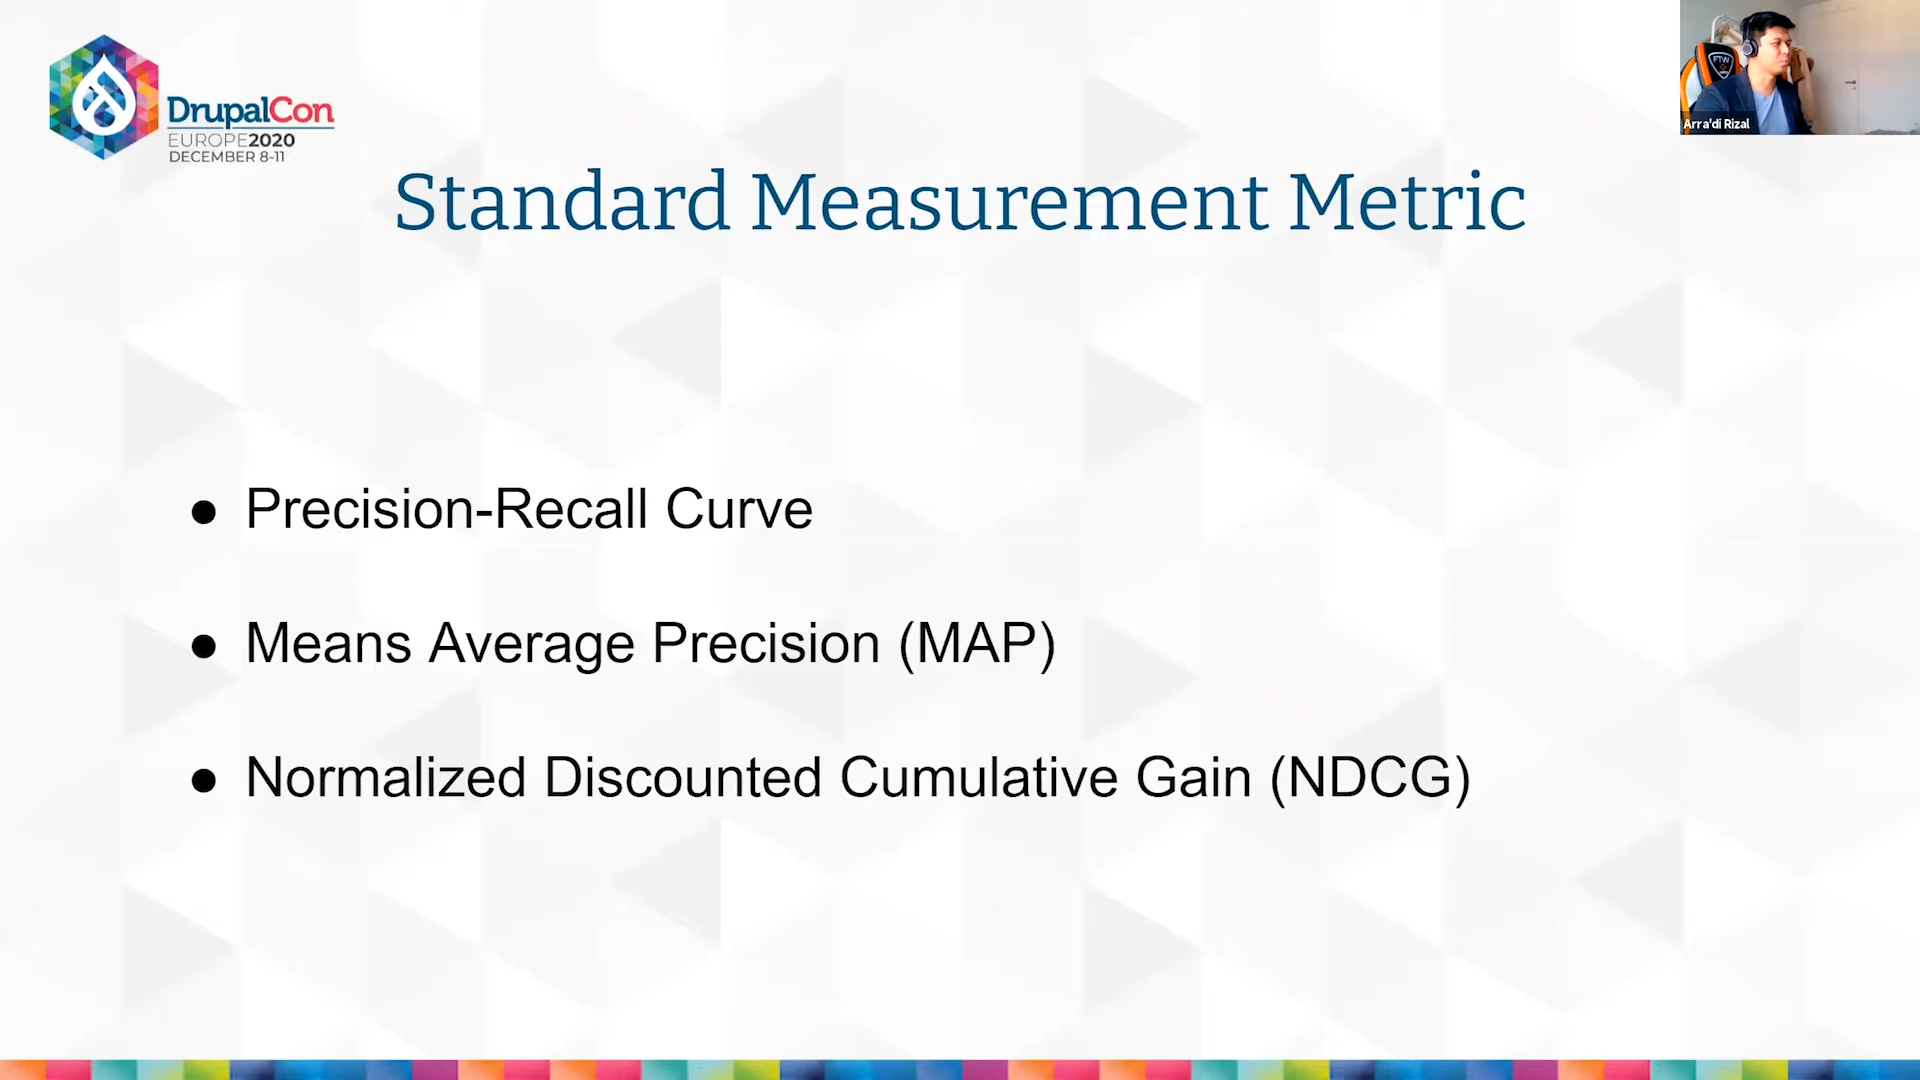 DrupalCon
EUROPE2020
DECEMBER 8-11
FTW
Arra'di Rizal
Standard Measurement Metric
● Precision-Recall Curve
● Means Average Precision (MAP)
● Normalized Discounted Cumulative Gain (NDCG)